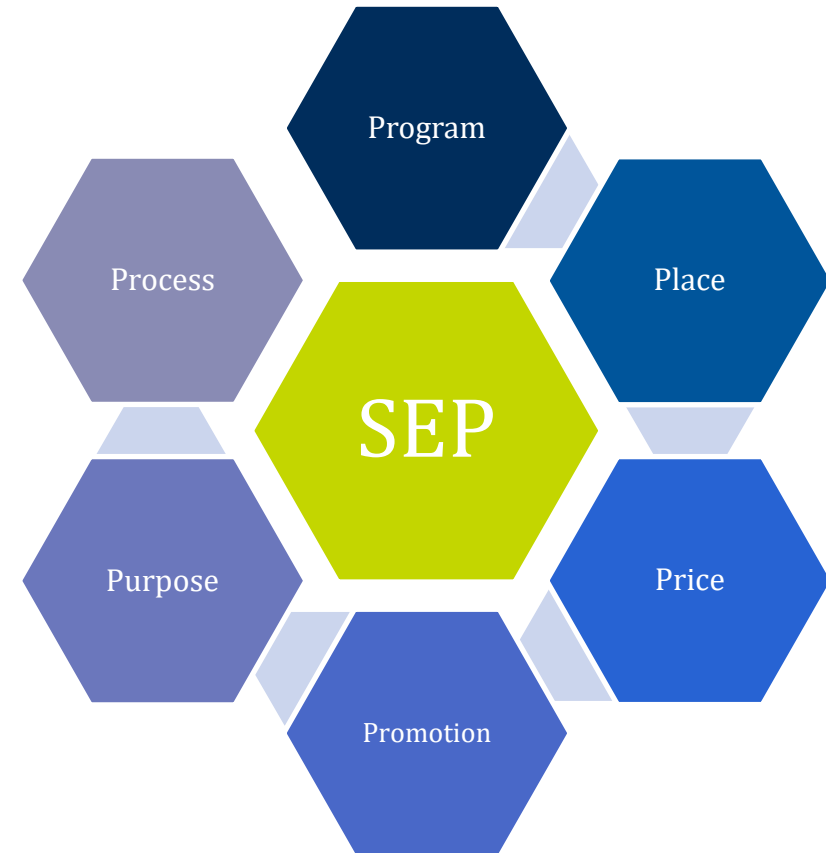 Program
Place
Process
SEP
Price
Purpose
Promotion